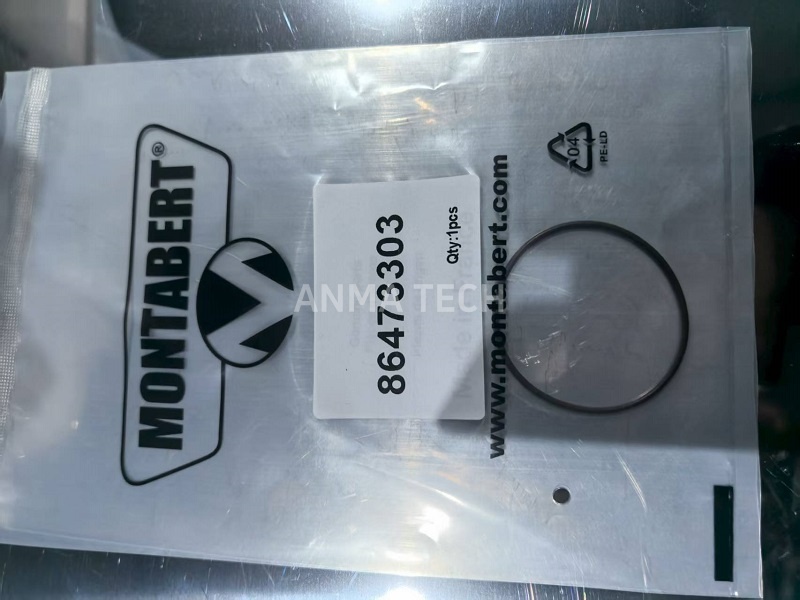 MONTABERT®
86473303
Qty:1pcs
www.montabert.com
04
PE-LD
ANMA TECH